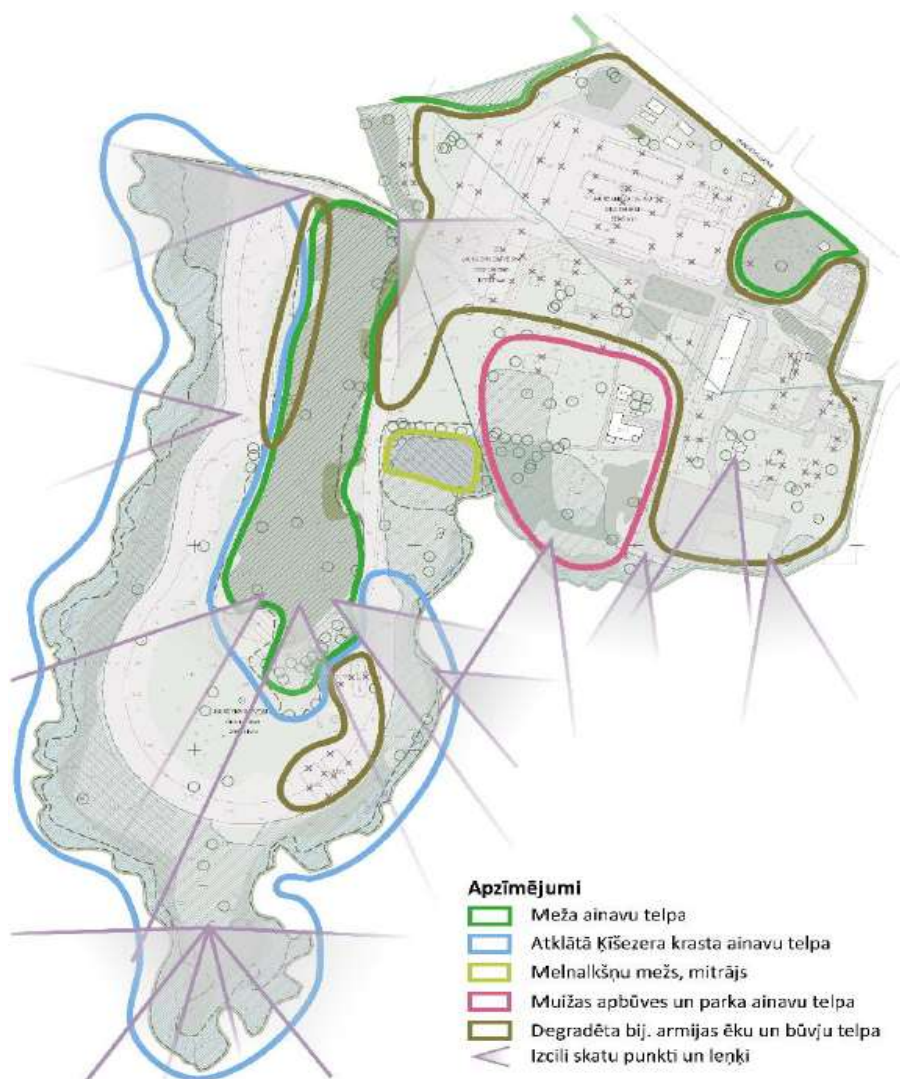 Apzīmējumi
Meža ainavu telpa
Atklātā Ķīšezera krasta ainavu telpa
Melnalkšņu mežs, mitrājs
Muižas apbūves un parka ainavu telpa
Degradēta bij. armijas ēku un būvju telpa
Izcili skatu punkti un leņķi